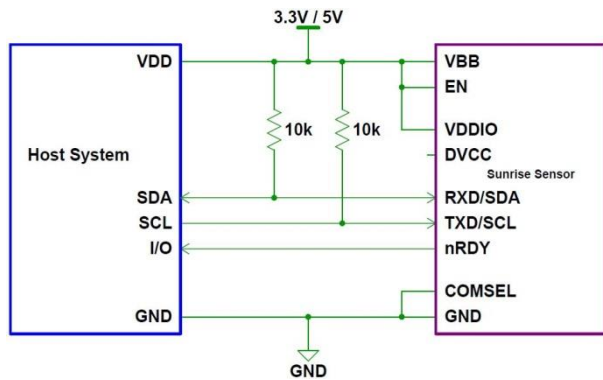 3.3V / 5V
VDD
VBB
EN
10k
10k
VDDIO
Host System
DVCC
Sunrise Sensor
SDA
RXD/SDA
SCL
TXD/SCL
I/O
nRDY
COMSEL
GND
GND
GND